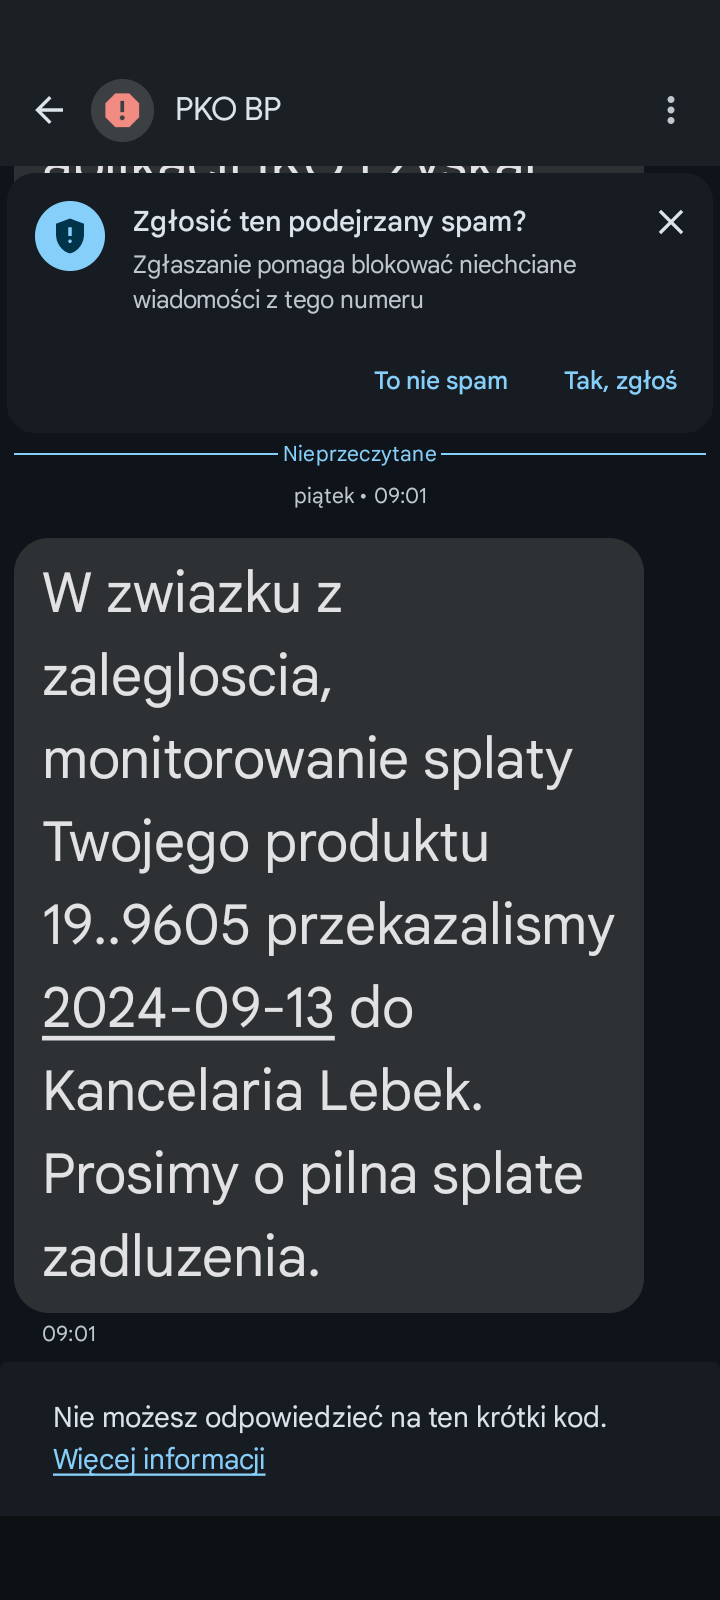 PKO BP
Zgłosić ten podejrzany spam?
Zgłaszanie pomaga blokować niechciane
wiadomości z tego numeru
To nie spam Tak, zgłoś
Nieprzeczytane
piątek • 09:01
W zwiazku z
zalegloscia,
monitorowanie splaty
Twojego produktu
19..9605 przekazalismy
2024-09-13 do
Kancelaria Lebek.
Prosimy o pilna splate
zadluzenia.
09:01
Nie możesz odpowiedzieć na ten krótki kod.
Więcej informacji